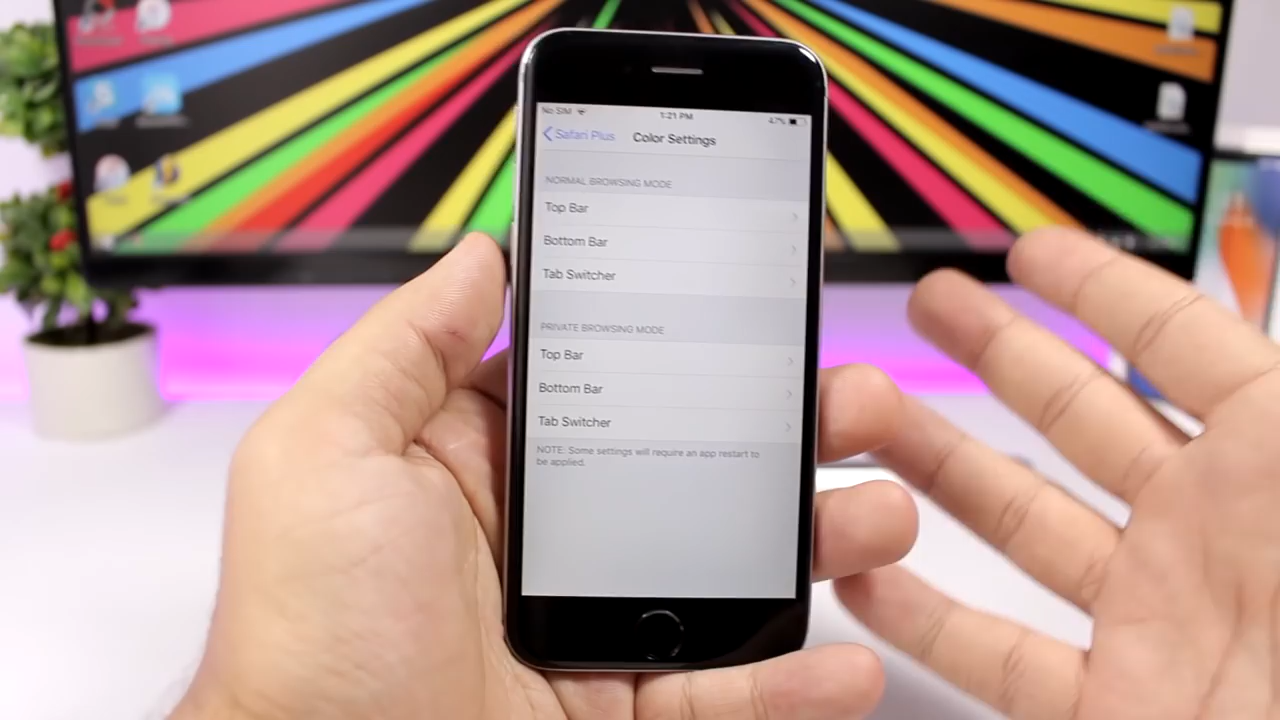 No SIM 1:21 PM 47%
Safari Plus Color Settings
NORMAL BROWSING MODE
Top Bar
Bottom Bar
Tab Switcher
PRIVATE BROWSING MODE
Top Bar
Bottom Bar
Tab Switcher
NOTE: Some settings will require an app restart to
be applied.